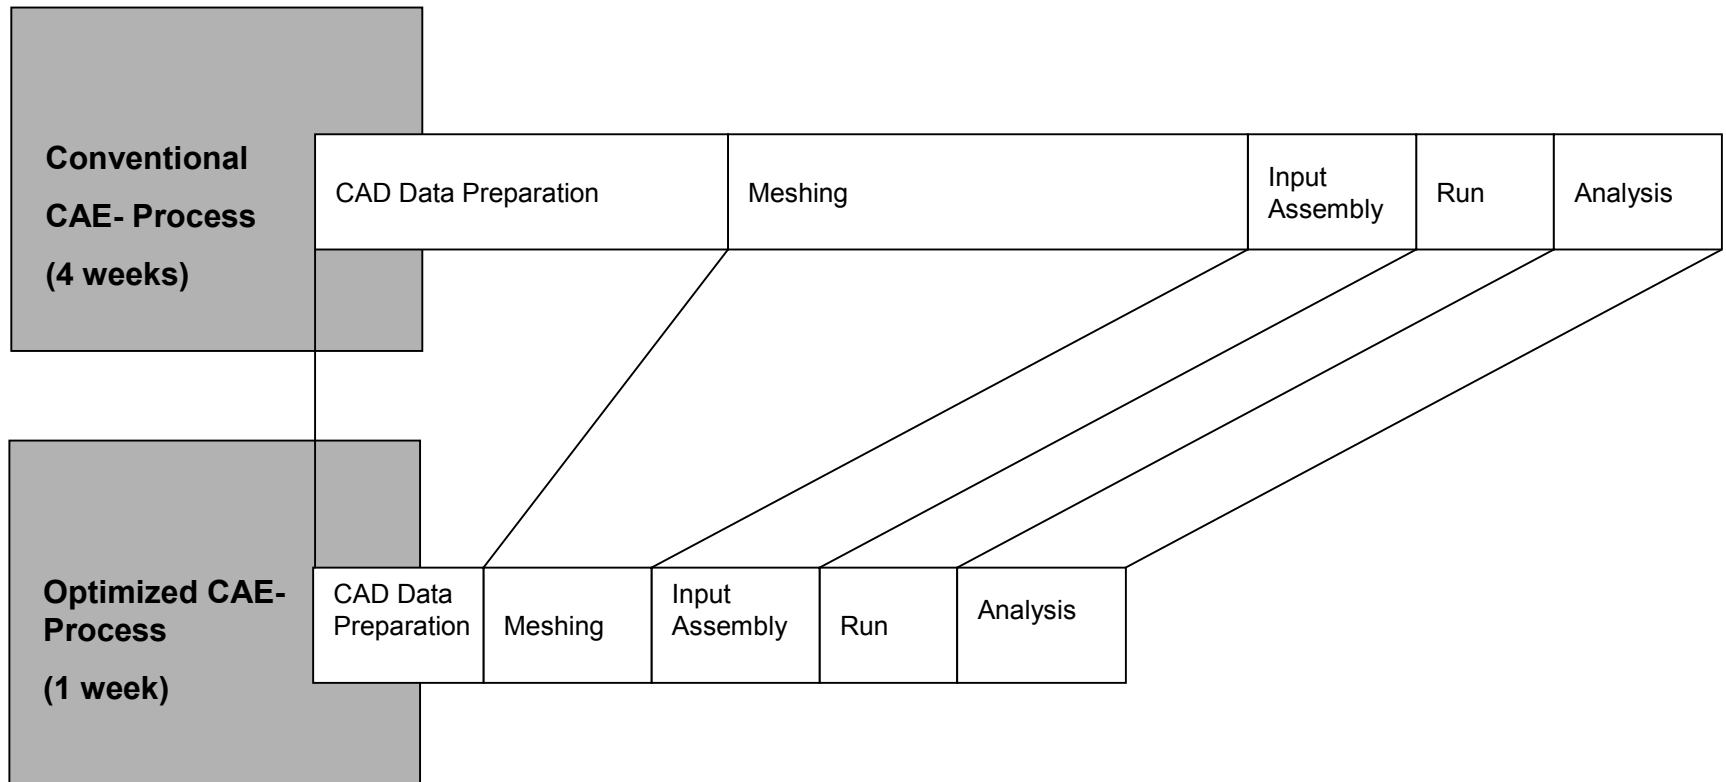 Conventional
CAE- Process
(4 weeks)
CAD Data Preparation
Meshing
Input
Assembly
Run
Analysis
Optimized CAE-
Process
(1 week)
CAD Data
Preparation
Meshing
Input
Assembly
Run
Analysis